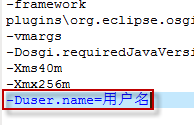 -framework
plugins\org.eclipse.osgi
-vmargs
-Dosgi.requiredJavaVersi
-Xms40m
-Xmx256m
-Duser.name=用户名